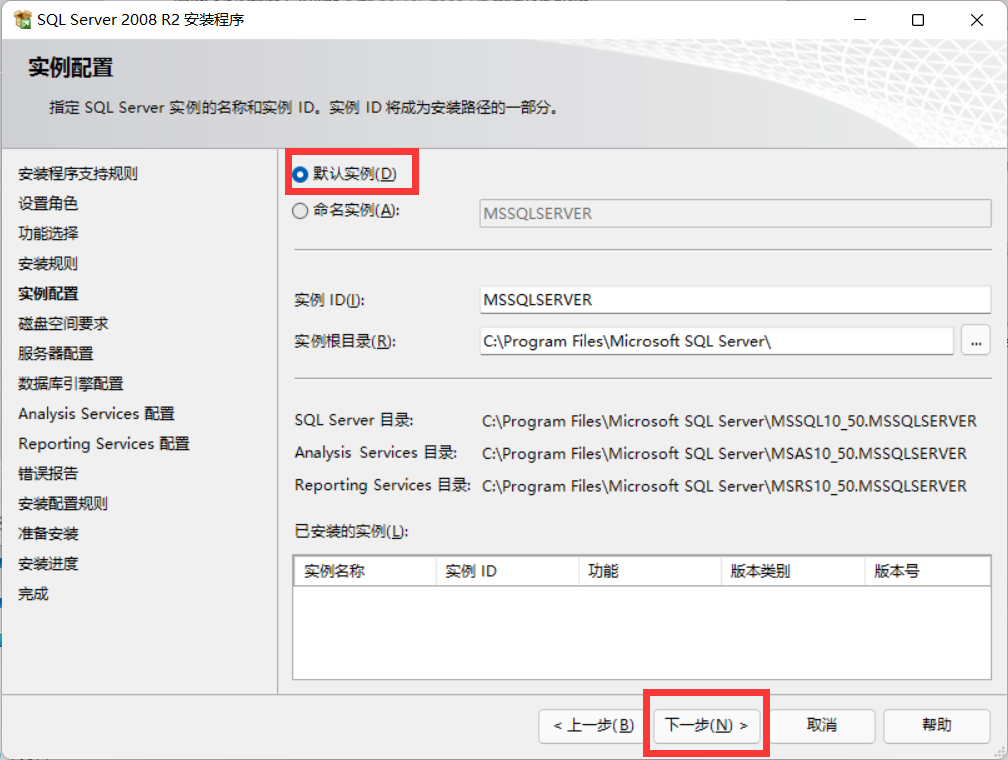 SQL Server 2008 R2 安装程序
实例配置
指定 SQL Server 实例的名称和实例 ID。实例 ID 将成为安装路径的一部分。
安装程序支持规则
设置角色
功能选择
安装规则
实例配置
磁盘空间要求
服务器配置
数据库引擎配置
Analysis Services 配置
Reporting Services 配置
错误报告
安装配置规则
准备安装
安装进度
完成
默认实例(D)
命名实例(A): MSSQLSERVER
实例 ID(I): MSSQLSERVER
实例根目录(R): C:\Program Files\Microsoft SQL Server\ ...
SQL Server 目录: C:\Program Files\Microsoft SQL Server\MSSQL10_50.MSSQLSERVER
Analysis Services 目录: C:\Program Files\Microsoft SQL Server\MSAS10_50.MSSQLSERVER
Reporting Services 目录: C:\Program Files\Microsoft SQL Server\MSRS10_50.MSSQLSERVER
已安装的实例(L):
实例名称 实例 ID 功能 版本类别 版本号
< 上一步(B) 下一步(N) > 取消 帮助